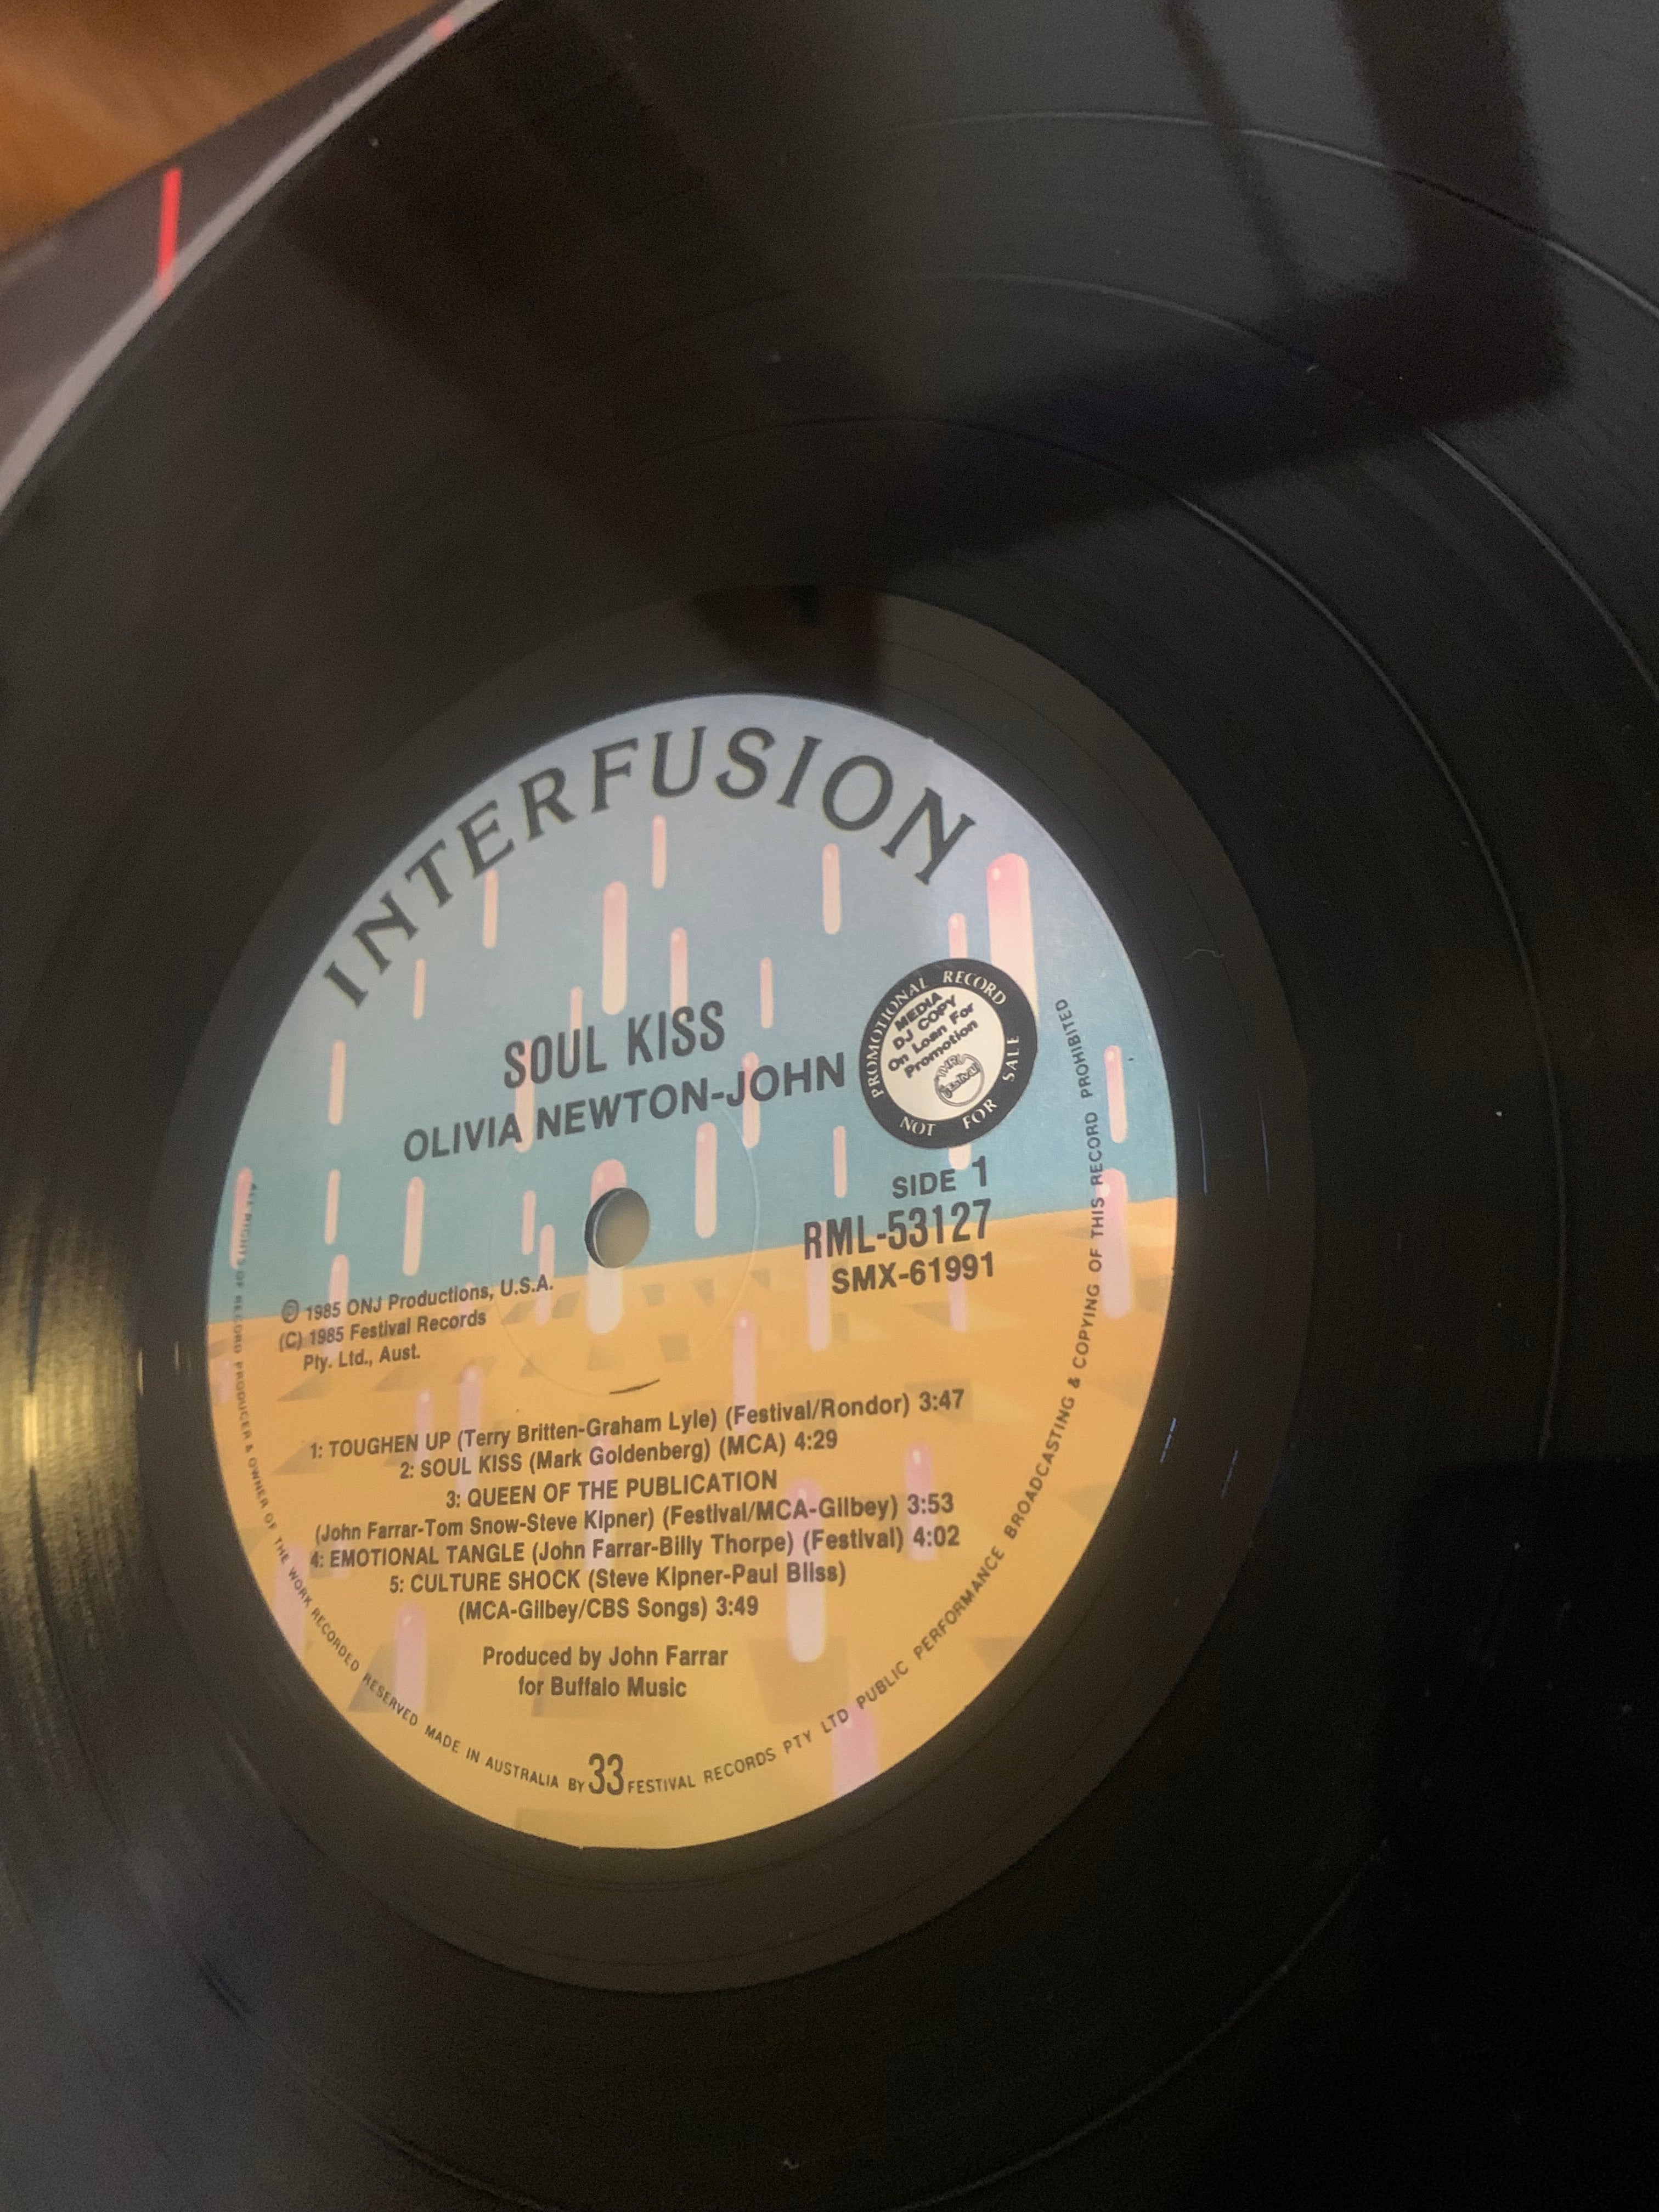 INTERFUSION
SOUL KISS
OLIVIA NEWTON-JOHN
PROMOTIONAL RECORD
MEDIA
DJ COPY
On Loan For
Promotion
Festival
NOT FOR SALE
SIDE 1
RML-53127
SMX-61991
℗ 1985 ONJ Productions, U.S.A.
(C) 1985 Festival Records
Pty. Ltd., Aust.
1: TOUGHEN UP (Terry Britten-Graham Lyle) (Festival/Rondor) 3:47
2: SOUL KISS (Mark Goldenberg) (MCA) 4:29
3: QUEEN OF THE PUBLICATION
(John Farrar-Tom Snow-Steve Kipner) (Festival/MCA-Gilbey) 3:53
4: EMOTIONAL TANGLE (John Farrar-Billy Thorpe) (Festival) 4:02
5: CULTURE SHOCK (Steve Kipner-Paul Bliss)
(MCA-Gilbey/CBS Songs) 3:49
Produced by John Farrar
for Buffalo Music
33
ALL RIGHTS OF RECORD PRODUCER & OWNER OF THE WORK RECORDED RESERVED MADE IN AUSTRALIA BY FESTIVAL RECORDS PTY LTD PUBLIC PERFORMANCE BROADCASTING & COPYING OF THIS RECORD PROHIBITED